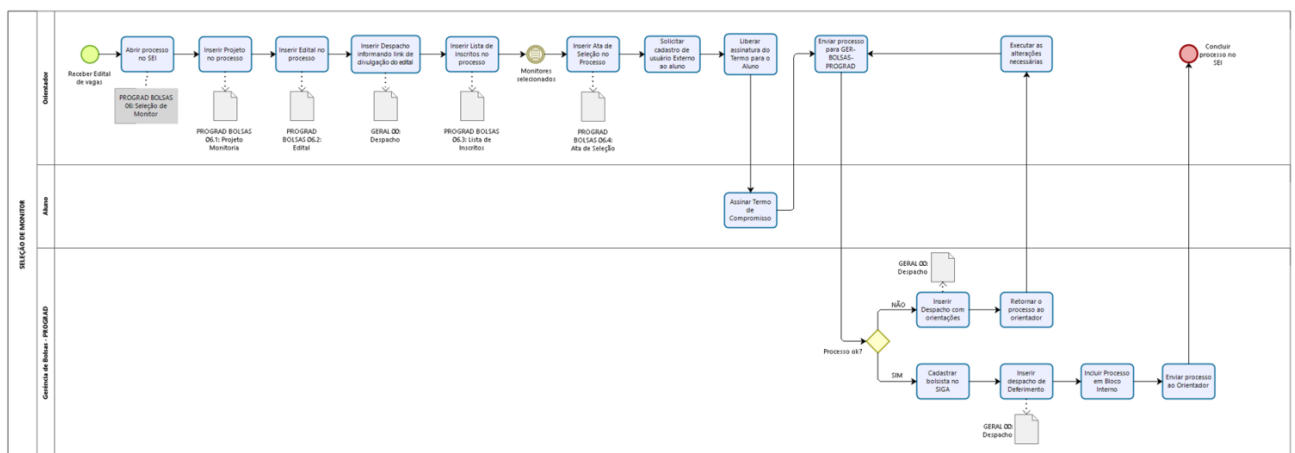 SELEÇÃO DE MONITOR
Orientador
Receber Edital
de vagas
Abrir processo
no SEI
PROGRAD BOLSAS
06: Seleção de
Monitor
Inserir Projeto
no processo
PROGRAD BOLSAS
06.1: Projeto
Monitoria
Inserir Edital no
processo
PROGRAD
BOLSAS 06.2:
Edital
Inserir Despacho
informando link de
divulgação do edital
GERAL 00:
Despacho
Inserir Lista de
Inscritos no
processo
PROGRAD BOLSAS
06.3: Lista de
Inscritos
Monitores
selecionados
Inserir Ata de
Seleção no
Processo
PROGRAD
BOLSAS 06.4:
Ata de Seleção
Solicitar
cadastro de
usuário Externo
ao aluno
Liberar
assinatura do
Termo para o
Aluno
Enviar processo
para GER-
BOLSAS-
PROGRAD
Executar as
alterações
necessárias
Concluir
processo no
SEI
Aluno
Assinar Termo
de
Compromisso
Gerência de Bolsas - PROGRAD
Processo ok?
NÃO
GERAL 00:
Despacho
Inserir
Despacho com
orientações
Retornar o
processo ao
orientador
SIM
Cadastrar
bolsista no
SIGA
Inserir
despacho de
Deferimento
GERAL 00:
Despacho
Incluir Processo
em Bloco
Interno
Enviar processo
ao Orientador